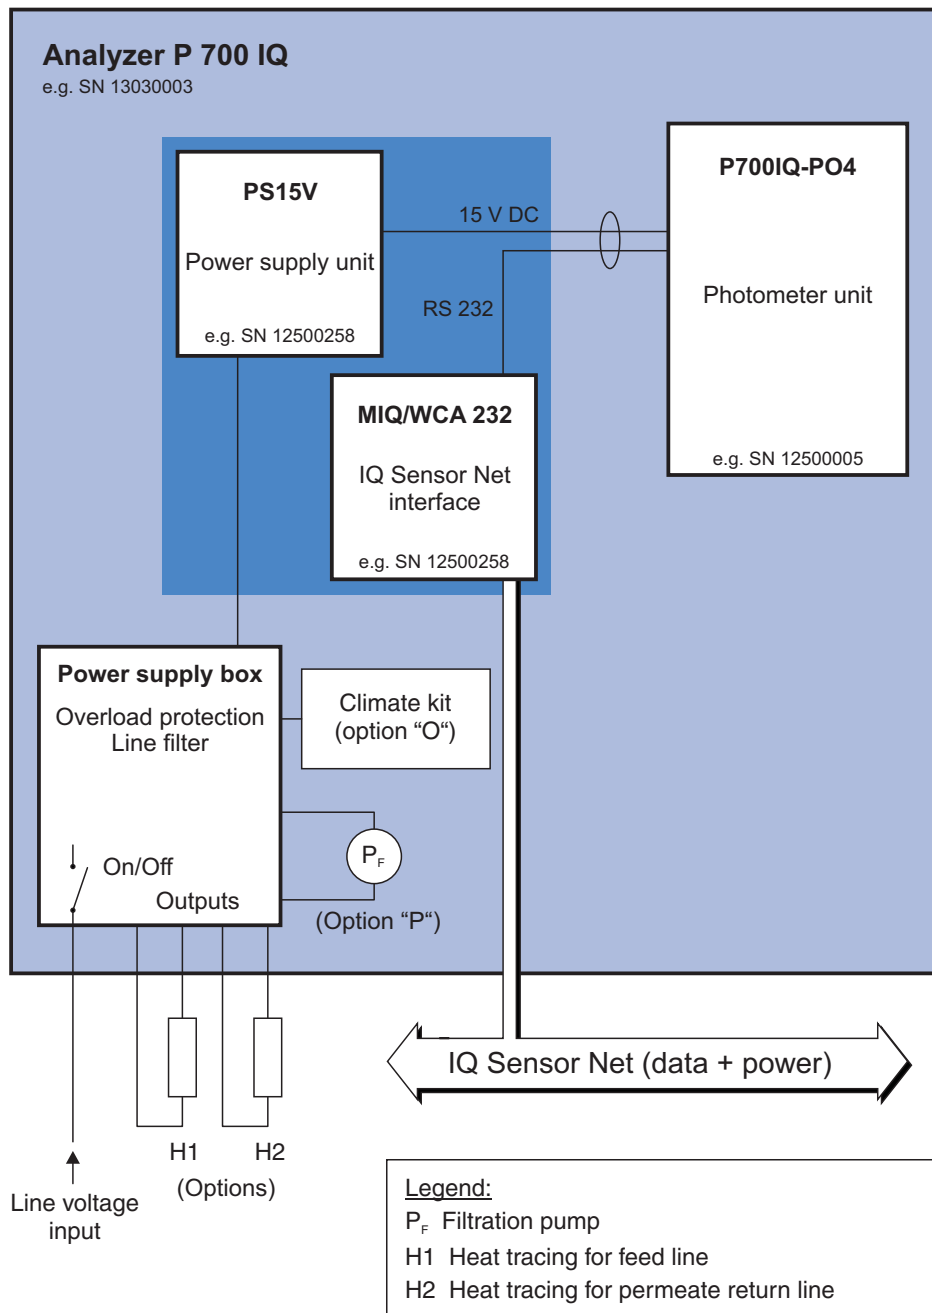 Analyzer P 700 IQ
e.g. SN 13030003
PS15V
Power supply unit
e.g. SN 12500258
15 V DC
RS 232
P700IQ-PO4
Photometer unit
e.g. SN 12500005
MIQ/WCA 232
IQ Sensor Net
interface
e.g. SN 12500258
Power supply box
Overload protection
Line filter
On/Off
Outputs
Climate kit
(option “O“)
PF
(Option “P“)
IQ Sensor Net (data + power)
H1
H2
(Options)
Line voltage
input
Legend:
PF Filtration pump
H1 Heat tracing for feed line
H2 Heat tracing for permeate return line